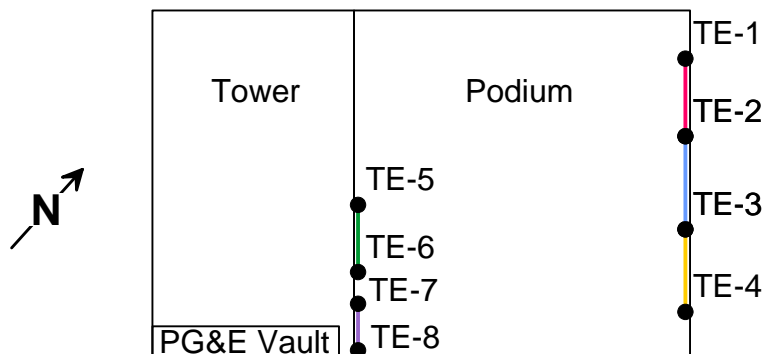 TE-1
Tower
Podium
TE-2
TE-5
N
TE-3
TE-6
TE-7
TE-4
PG&E Vault
TE-8